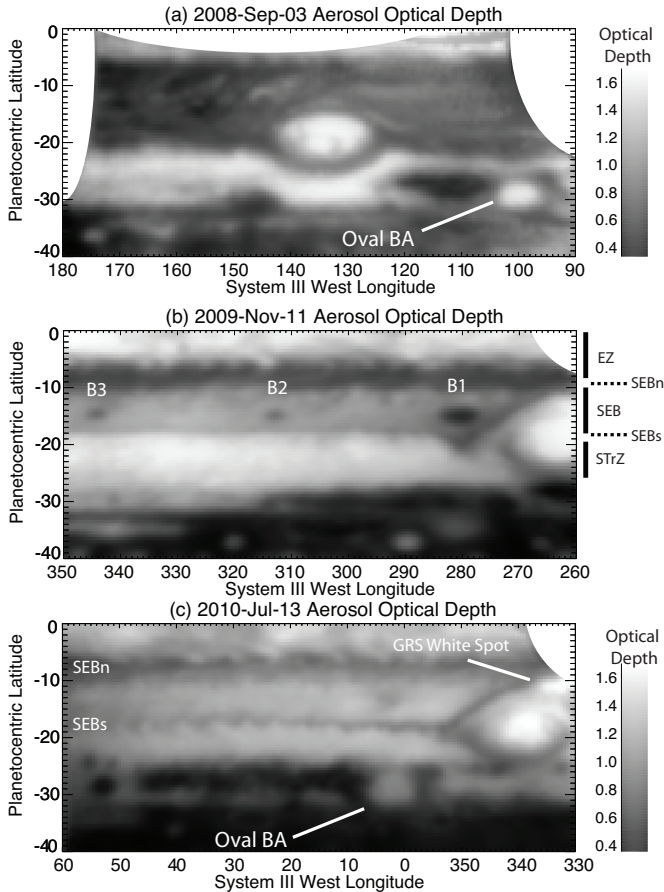 (a) 2008-Sep-03 Aerosol Optical Depth
Optical
Depth
Planetocentric Latitude
0
-10
-20
-30
-40
Oval BA
1.6
1.4
1.2
1.0
0.8
0.6
0.4
180 170 160 150 140 130 120 110 100 90
System III West Longitude
(b) 2009-Nov-11 Aerosol Optical Depth
Planetocentric Latitude
0
-10
-20
-30
-40
B3 B2 B1
EZ
SEBn
SEB
SEBs
STrZ
350 340 330 320 310 300 290 280 270 260
System III West Longitude
(c) 2010-Jul-13 Aerosol Optical Depth
Optical
Depth
Planetocentric Latitude
0
-10
-20
-30
-40
GRS White Spot
SEBn
SEBs
Oval BA
1.6
1.4
1.2
1.0
0.8
0.6
0.4
60 50 40 30 20 10 0 350 340 330
System III West Longitude